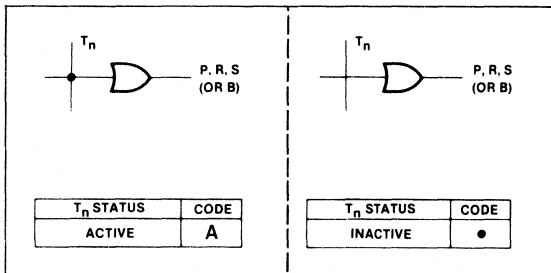 Tn
P, R, S
(OR B)
Tn STATUS CODE
ACTIVE A
Tn
P, R, S
(OR B)
Tn STATUS CODE
INACTIVE ●